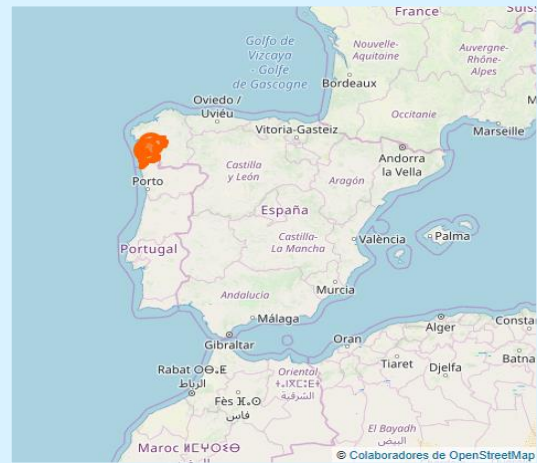 Golfo de
Vizcaya
- Golfe
de Gascogne
Nouvelle-
Aquitaine
Auvergne-
Rhône-
Alpes
Bordeaux
Oviedo /
Uviéu
Occitanie
Vitoria-Gasteiz
Marseille
Andorra
la Vella
Castilla
y León
Aragón
Porto
España
Portugal
Castilla-
La Mancha
València
Palma
Murcia
Andalucía
Málaga
Gibraltar
Oran
Alger
Constan
Batna
Tiaret
Djelfa
Rabat ⵔⴱⴰⵟ
الرباط
Oriental
الشرقية
Fès ⴼⴰⵙ
فاس
El Bayadh
البيض
Maroc ⵍⵎⵖⵔⵉⴱ
© Colaboradores de OpenStreetMap